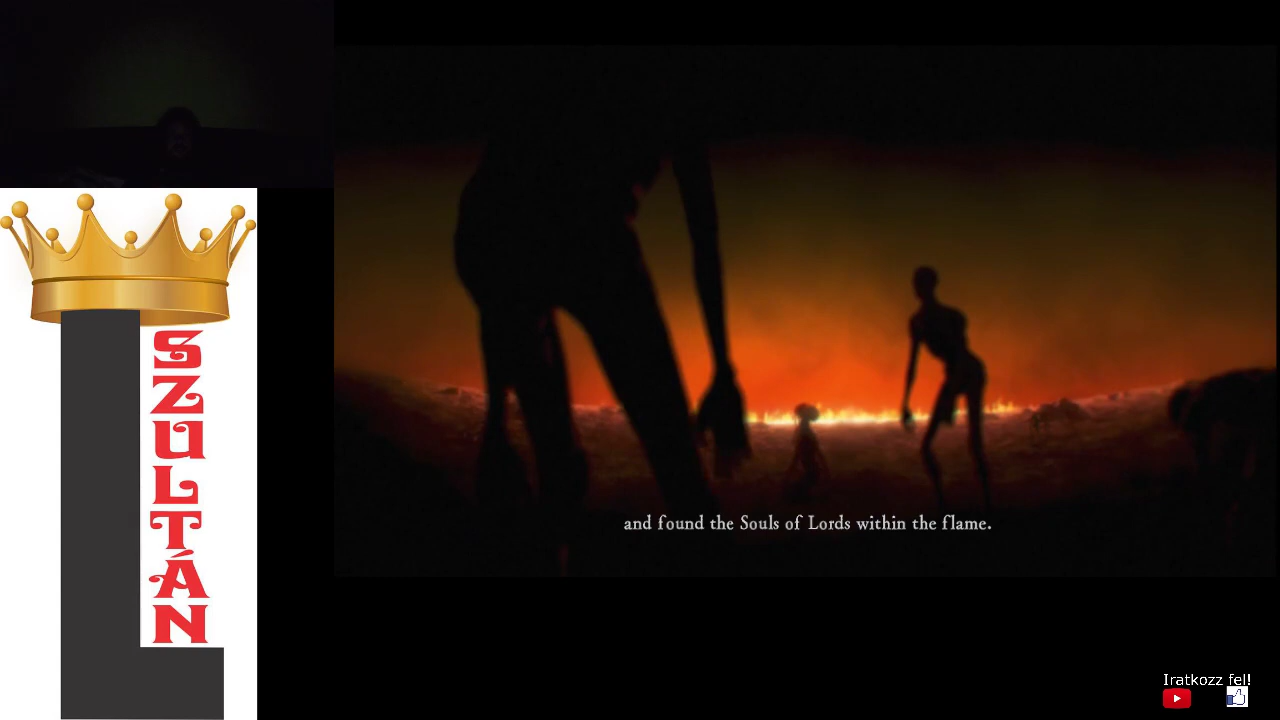 L
SZULTÁN
and found the Souls of Lords within the flame.
Iratkozz fel!